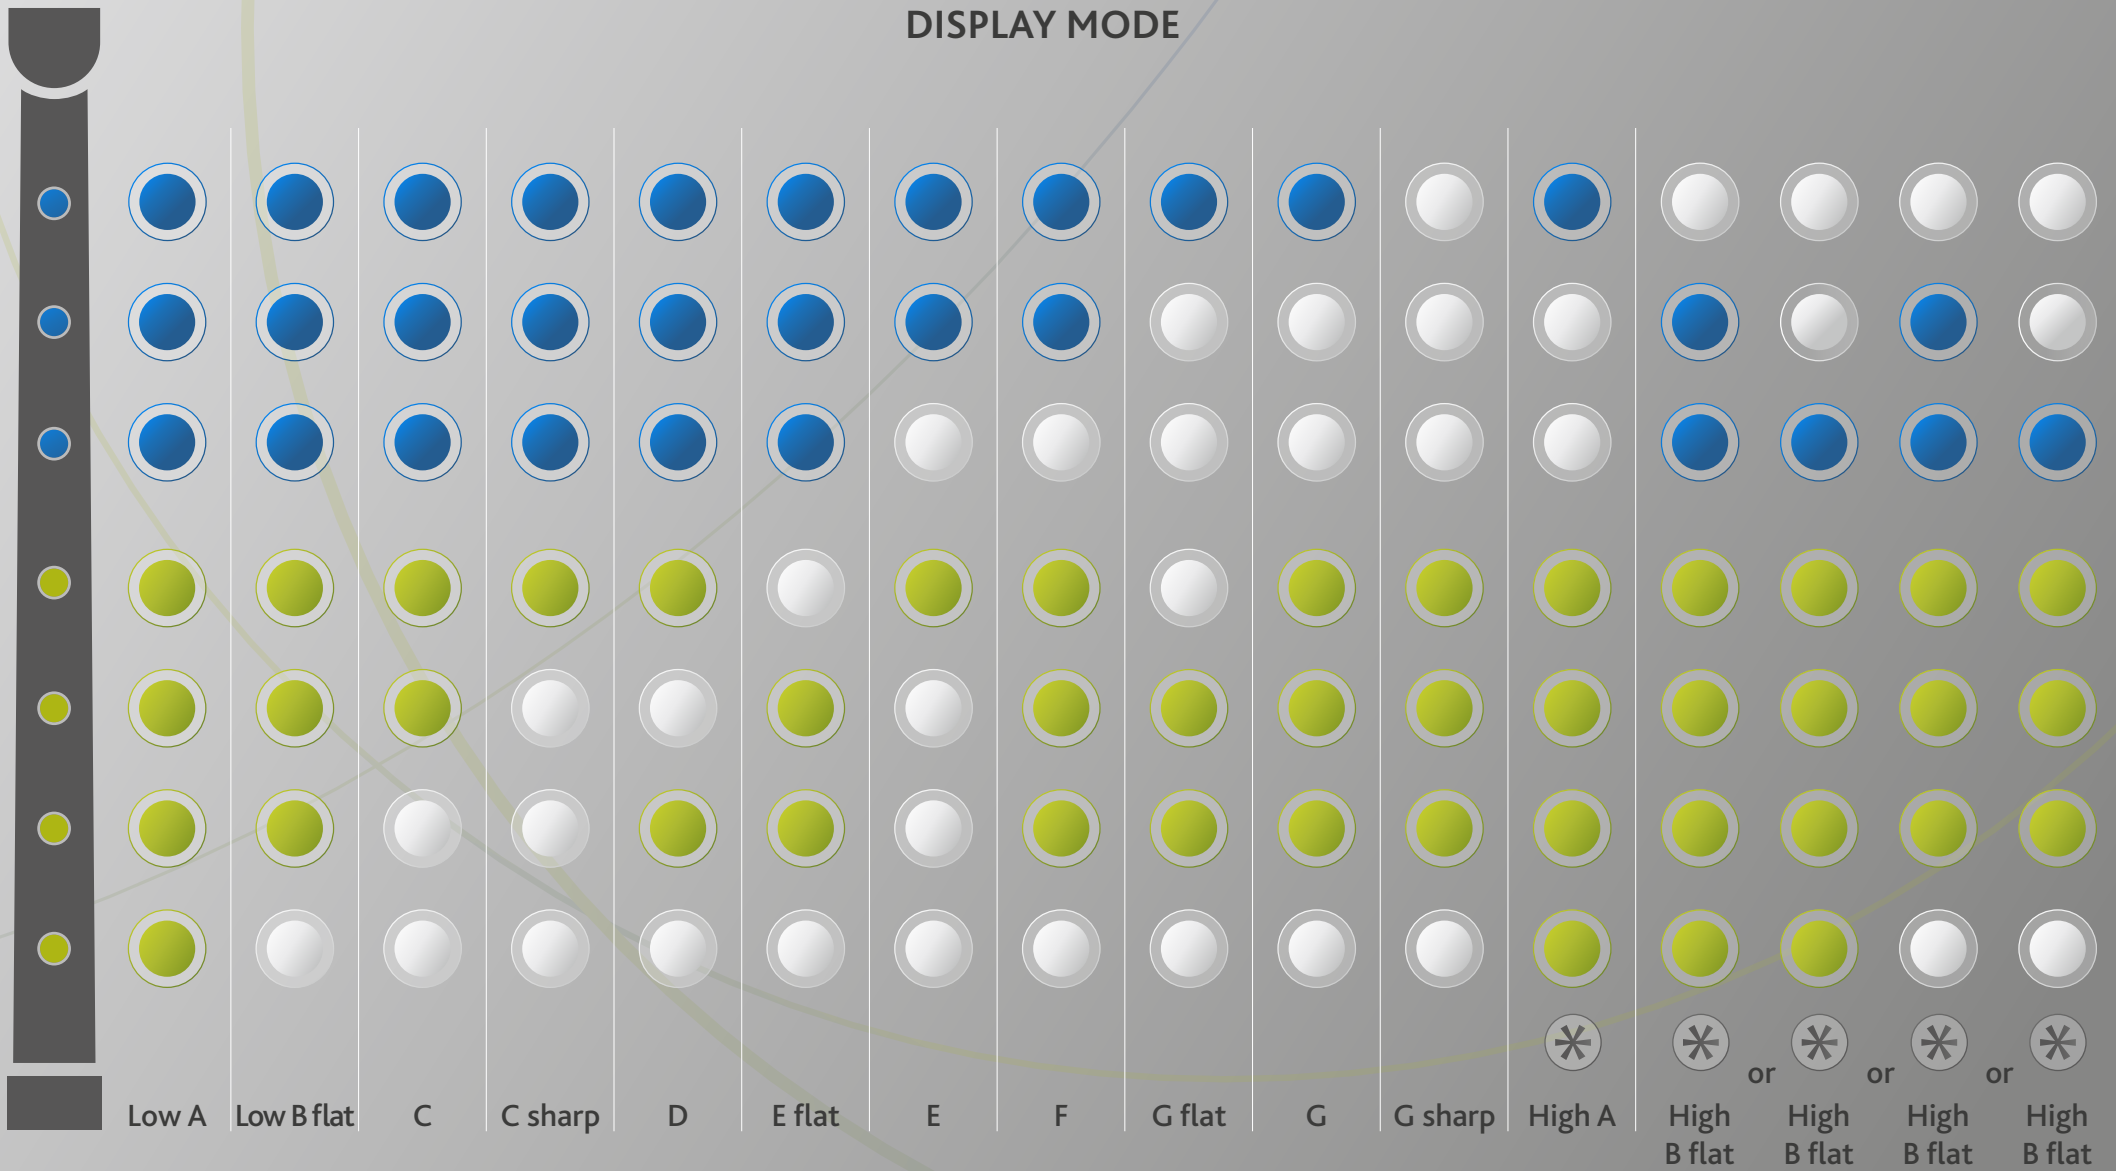 DISPLAY MODE
* * * * *
or or or
Low A Low B flat C C sharp D E flat E F G flat G G sharp High A High High High High
B flat B flat B flat B flat